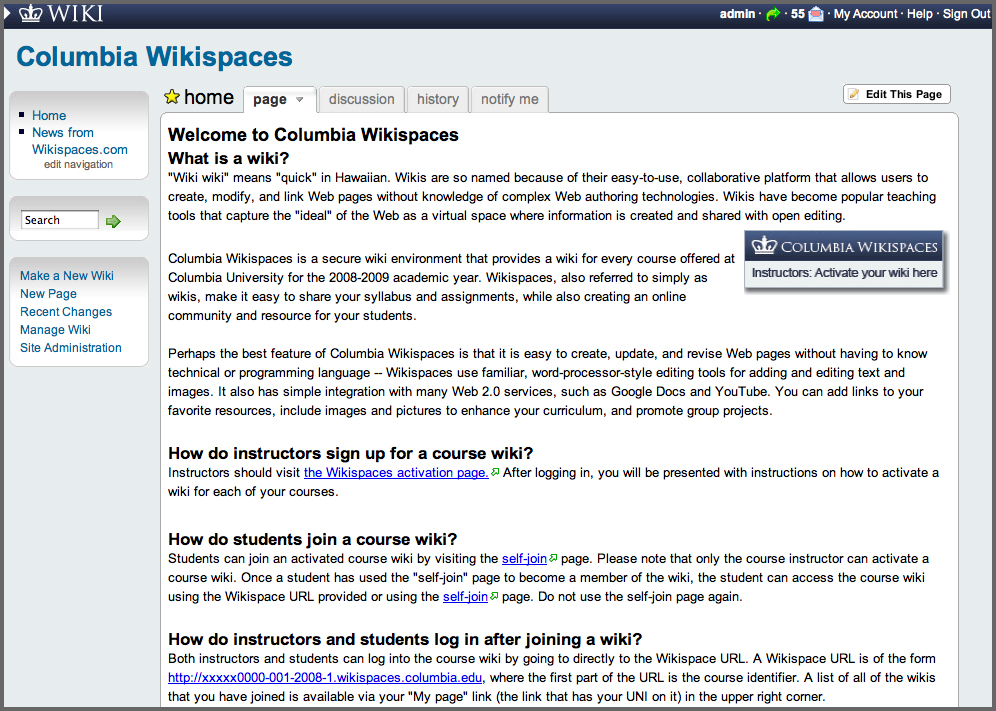 WIKI
admin · · 55 · My Account · Help · Sign Out
Columbia Wikispaces
Home
News from
Wikispaces.com
edit navigation
Search
Make a New Wiki
New Page
Recent Changes
Manage Wiki
Site Administration
home
page
discussion
history
notify me
Edit This Page
Welcome to Columbia Wikispaces
What is a wiki?
"Wiki wiki" means "quick" in Hawaiian. Wikis are so named because of their easy-to-use, collaborative platform that allows users to
create, modify, and link Web pages without knowledge of complex Web authoring technologies. Wikis have become popular teaching
tools that capture the "ideal" of the Web as a virtual space where information is created and shared with open editing.
COLUMBIA WIKISPACES
Instructors: Activate your wiki here
Columbia Wikispaces is a secure wiki environment that provides a wiki for every course offered at
Columbia University for the 2008-2009 academic year. Wikispaces, also referred to simply as
wikis, make it easy to share your syllabus and assignments, while also creating an online
community and resource for your students.
Perhaps the best feature of Columbia Wikispaces is that it is easy to create, update, and revise Web pages without having to know
technical or programming language -- Wikispaces use familiar, word-processor-style editing tools for adding and editing text and
images. It also has simple integration with many Web 2.0 services, such as Google Docs and YouTube. You can add links to your
favorite resources, include images and pictures to enhance your curriculum, and promote group projects.
How do instructors sign up for a course wiki?
Instructors should visit the Wikispaces activation page. After logging in, you will be presented with instructions on how to activate a
wiki for each of your courses.
How do students join a course wiki?
Students can join an activated course wiki by visiting the self-join page. Please note that only the course instructor can activate a
course wiki. Once a student has used the "self-join" page to become a member of the wiki, the student can access the course wiki
using the Wikispace URL provided or using the self-join page. Do not use the self-join page again.
How do instructors and students log in after joining a wiki?
Both instructors and students can log into the course wiki by going to directly to the Wikispace URL. A Wikispace URL is of the form
http://xxxxx0000-001-2008-1.wikispaces.columbia.edu, where the first part of the URL is the course identifier. A list of all of the wikis
that you have joined is available via your "My page" link (the link that has your UNI on it) in the upper right corner.